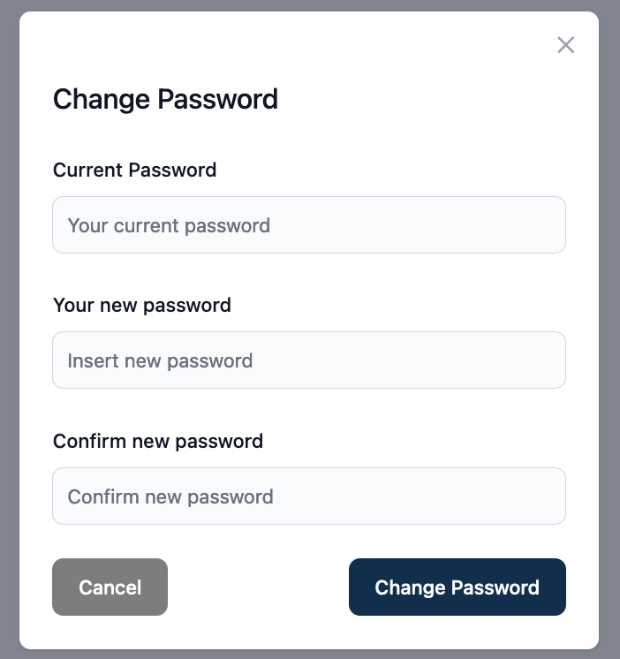 Change Password
Current Password
Your current password
Your new password
Insert new password
Confirm new password
Confirm new password
Cancel
Change Password